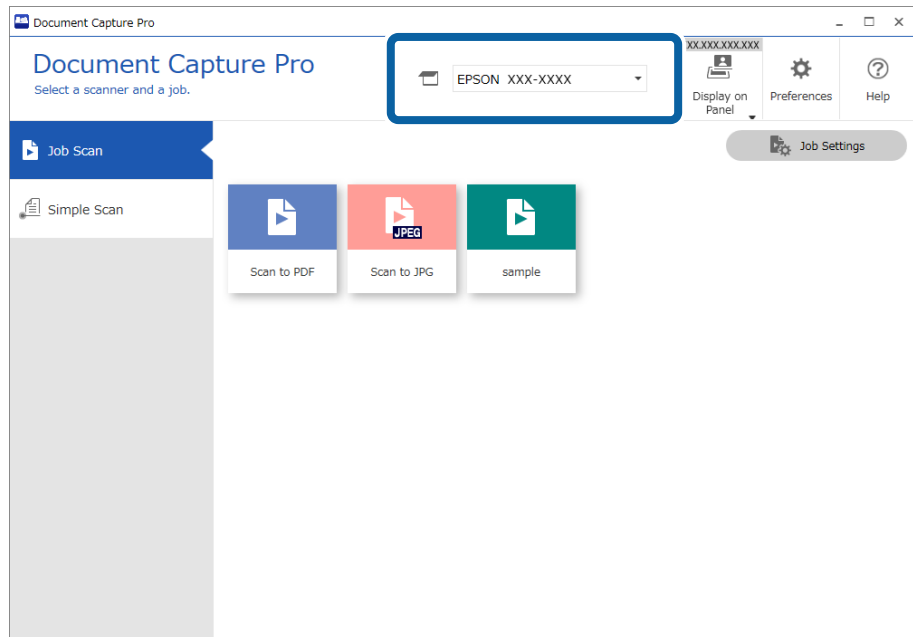 Document Capture Pro
Document Capture Pro
Select a scanner and a job.
EPSON XXX-XXXX
XX.XXX.XXX.XXX
Display on
Panel
Preferences
Help
Job Scan
Job Settings
Simple Scan
JPEG
Scan to PDF
Scan to JPG
sample